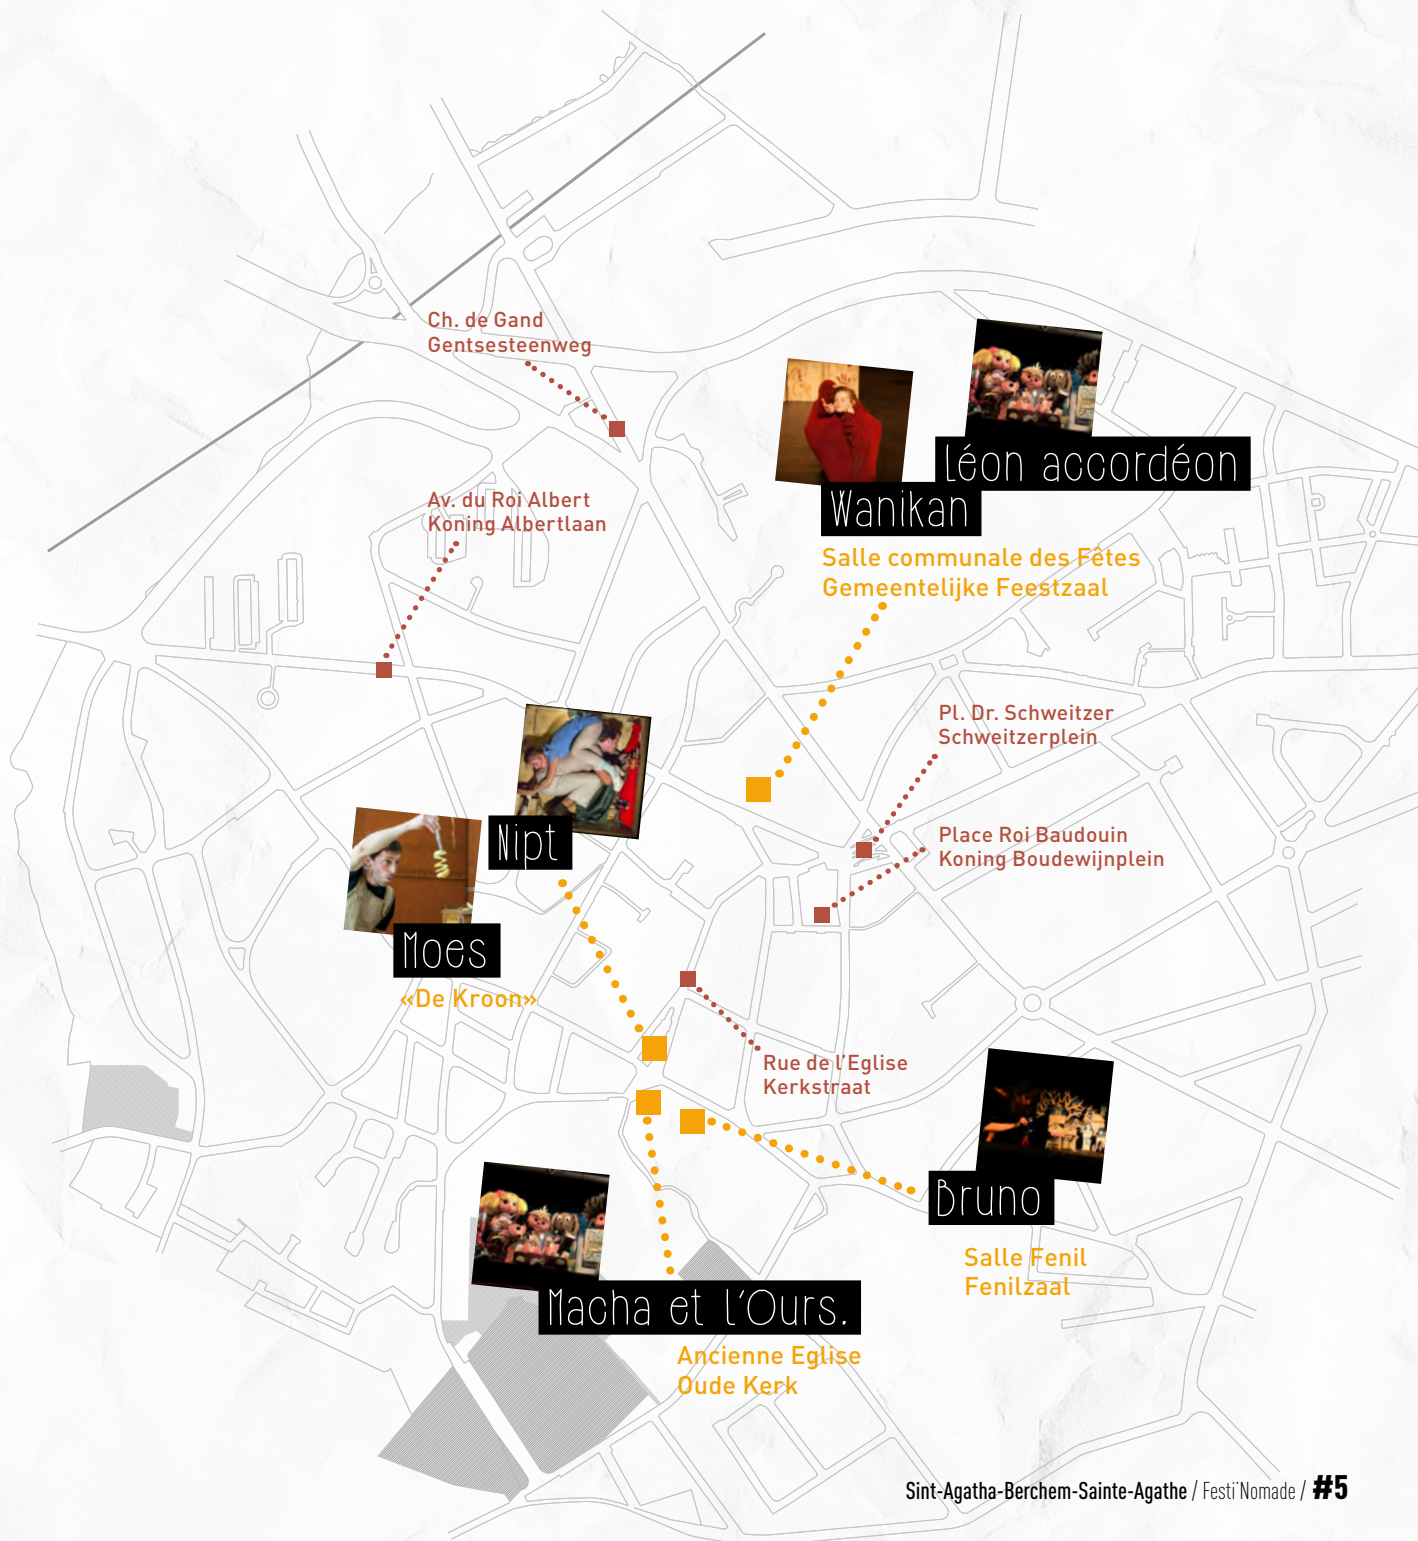 Ch. de Gand
Gentsesteenweg
Léon accordéon
Wanikan
Av. du Roi Albert
Koning Albertlaan
Salle communale des Fêtes
Gemeentelijke Feestzaal
Pl. Dr. Schweitzer
Schweitzerplein
Nipt
Place Roi Baudouin
Koning Boudewijnplein
Moes
«De Kroon»
Rue de l'Eglise
Kerkstraat
Bruno
Salle Fenil
Fenilzaal
Macha et l'Ours.
Ancienne Eglise
Oude Kerk
Sint-Agatha-Berchem-Sainte-Agathe / Festi¨Nomade / #5